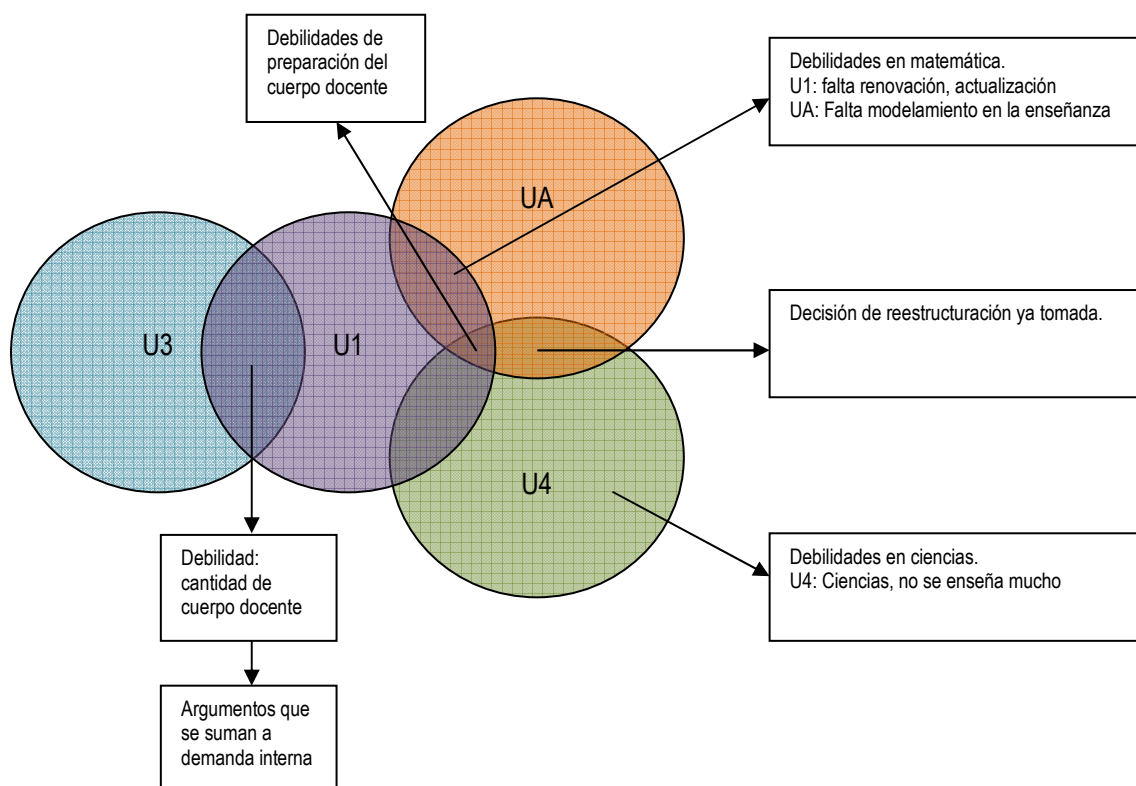 Debilidades de
preparación del
cuerpo docente
Debilidades en matemática.
U1: falta renovación, actualización
UA: Falta modelamiento en la enseñanza
UA
Decisión de reestructuración ya tomada.
U3
U1
U4
Debilidad:
cantidad de
cuerpo docente
Debilidades en ciencias.
U4: Ciencias, no se enseña mucho
Argumentos que
se suman a
demanda interna